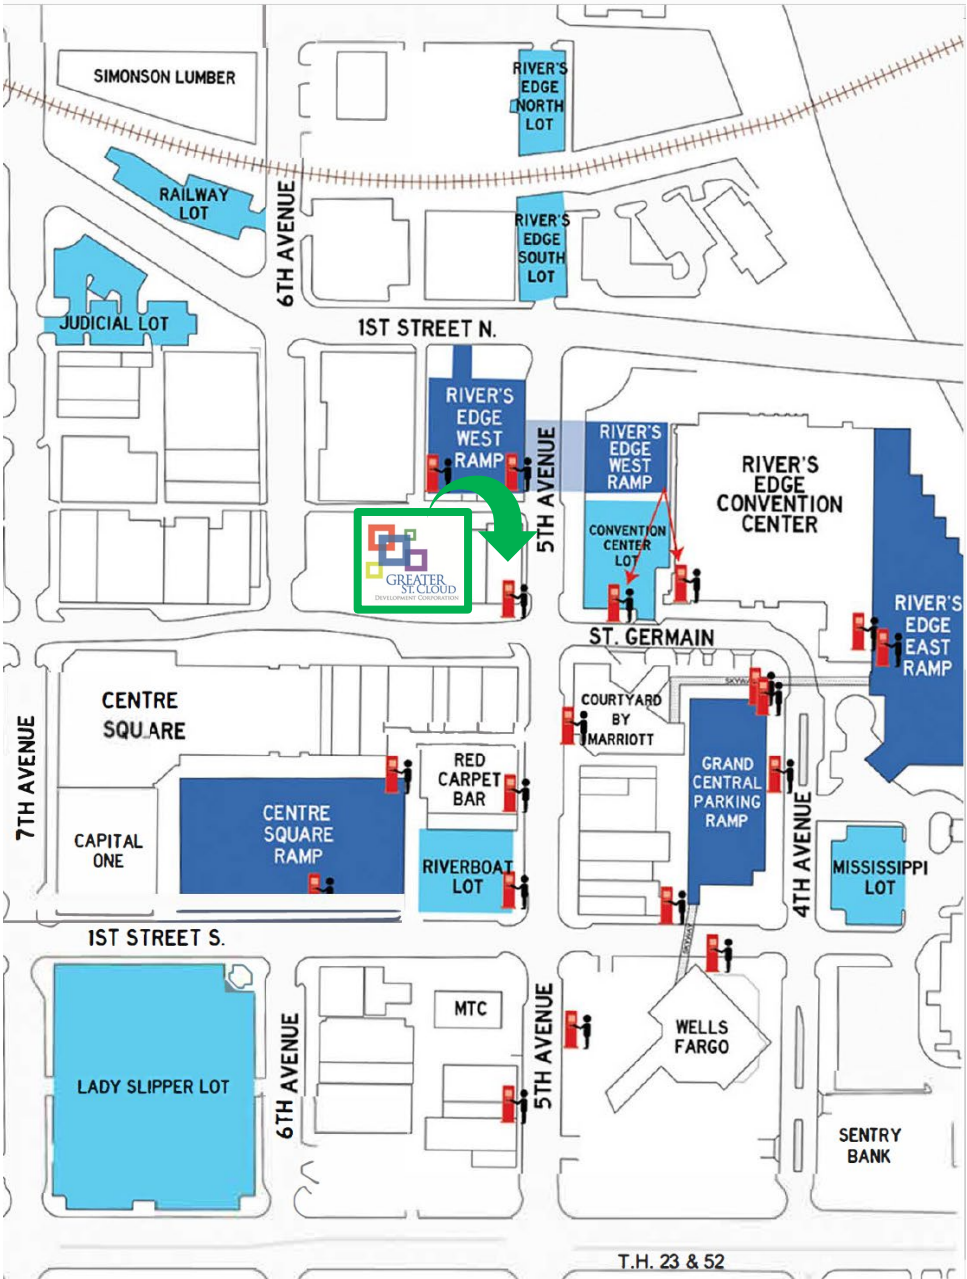 SIMONSON LUMBER
RIVER'S
EDGE
NORTH
LOT
RAILWAY
LOT
6TH AVENUE
RIVER'S
EDGE
SOUTH
LOT
JUDICIAL LOT
1ST STREET N.
RIVER'S
EDGE
WEST
RAMP
5TH AVENUE
RIVER'S
EDGE
WEST
RAMP
RIVER'S
EDGE
CONVENTION
CENTER
CONVENTION
CENTER
LOT
GREATER
ST. CLOUD
DEVELOPMENT CORPORATION
RIVER'S
EDGE
EAST
RAMP
ST. GERMAIN
SKYWAY
CENTRE
SQUARE
COURTYARD
BY
MARRIOTT
7TH AVENUE
RED
CARPET
BAR
GRAND
CENTRAL
PARKING
RAMP
CENTRE
SQUARE
RAMP
CAPITAL
ONE
RIVERBOAT
LOT
4TH AVENUE
MISSISSIPPI
LOT
1ST STREET S.
SKYWAY
6TH AVENUE
MTC
5TH AVENUE
WELLS
FARGO
LADY SLIPPER LOT
SENTRY
BANK
T.H. 23 & 52